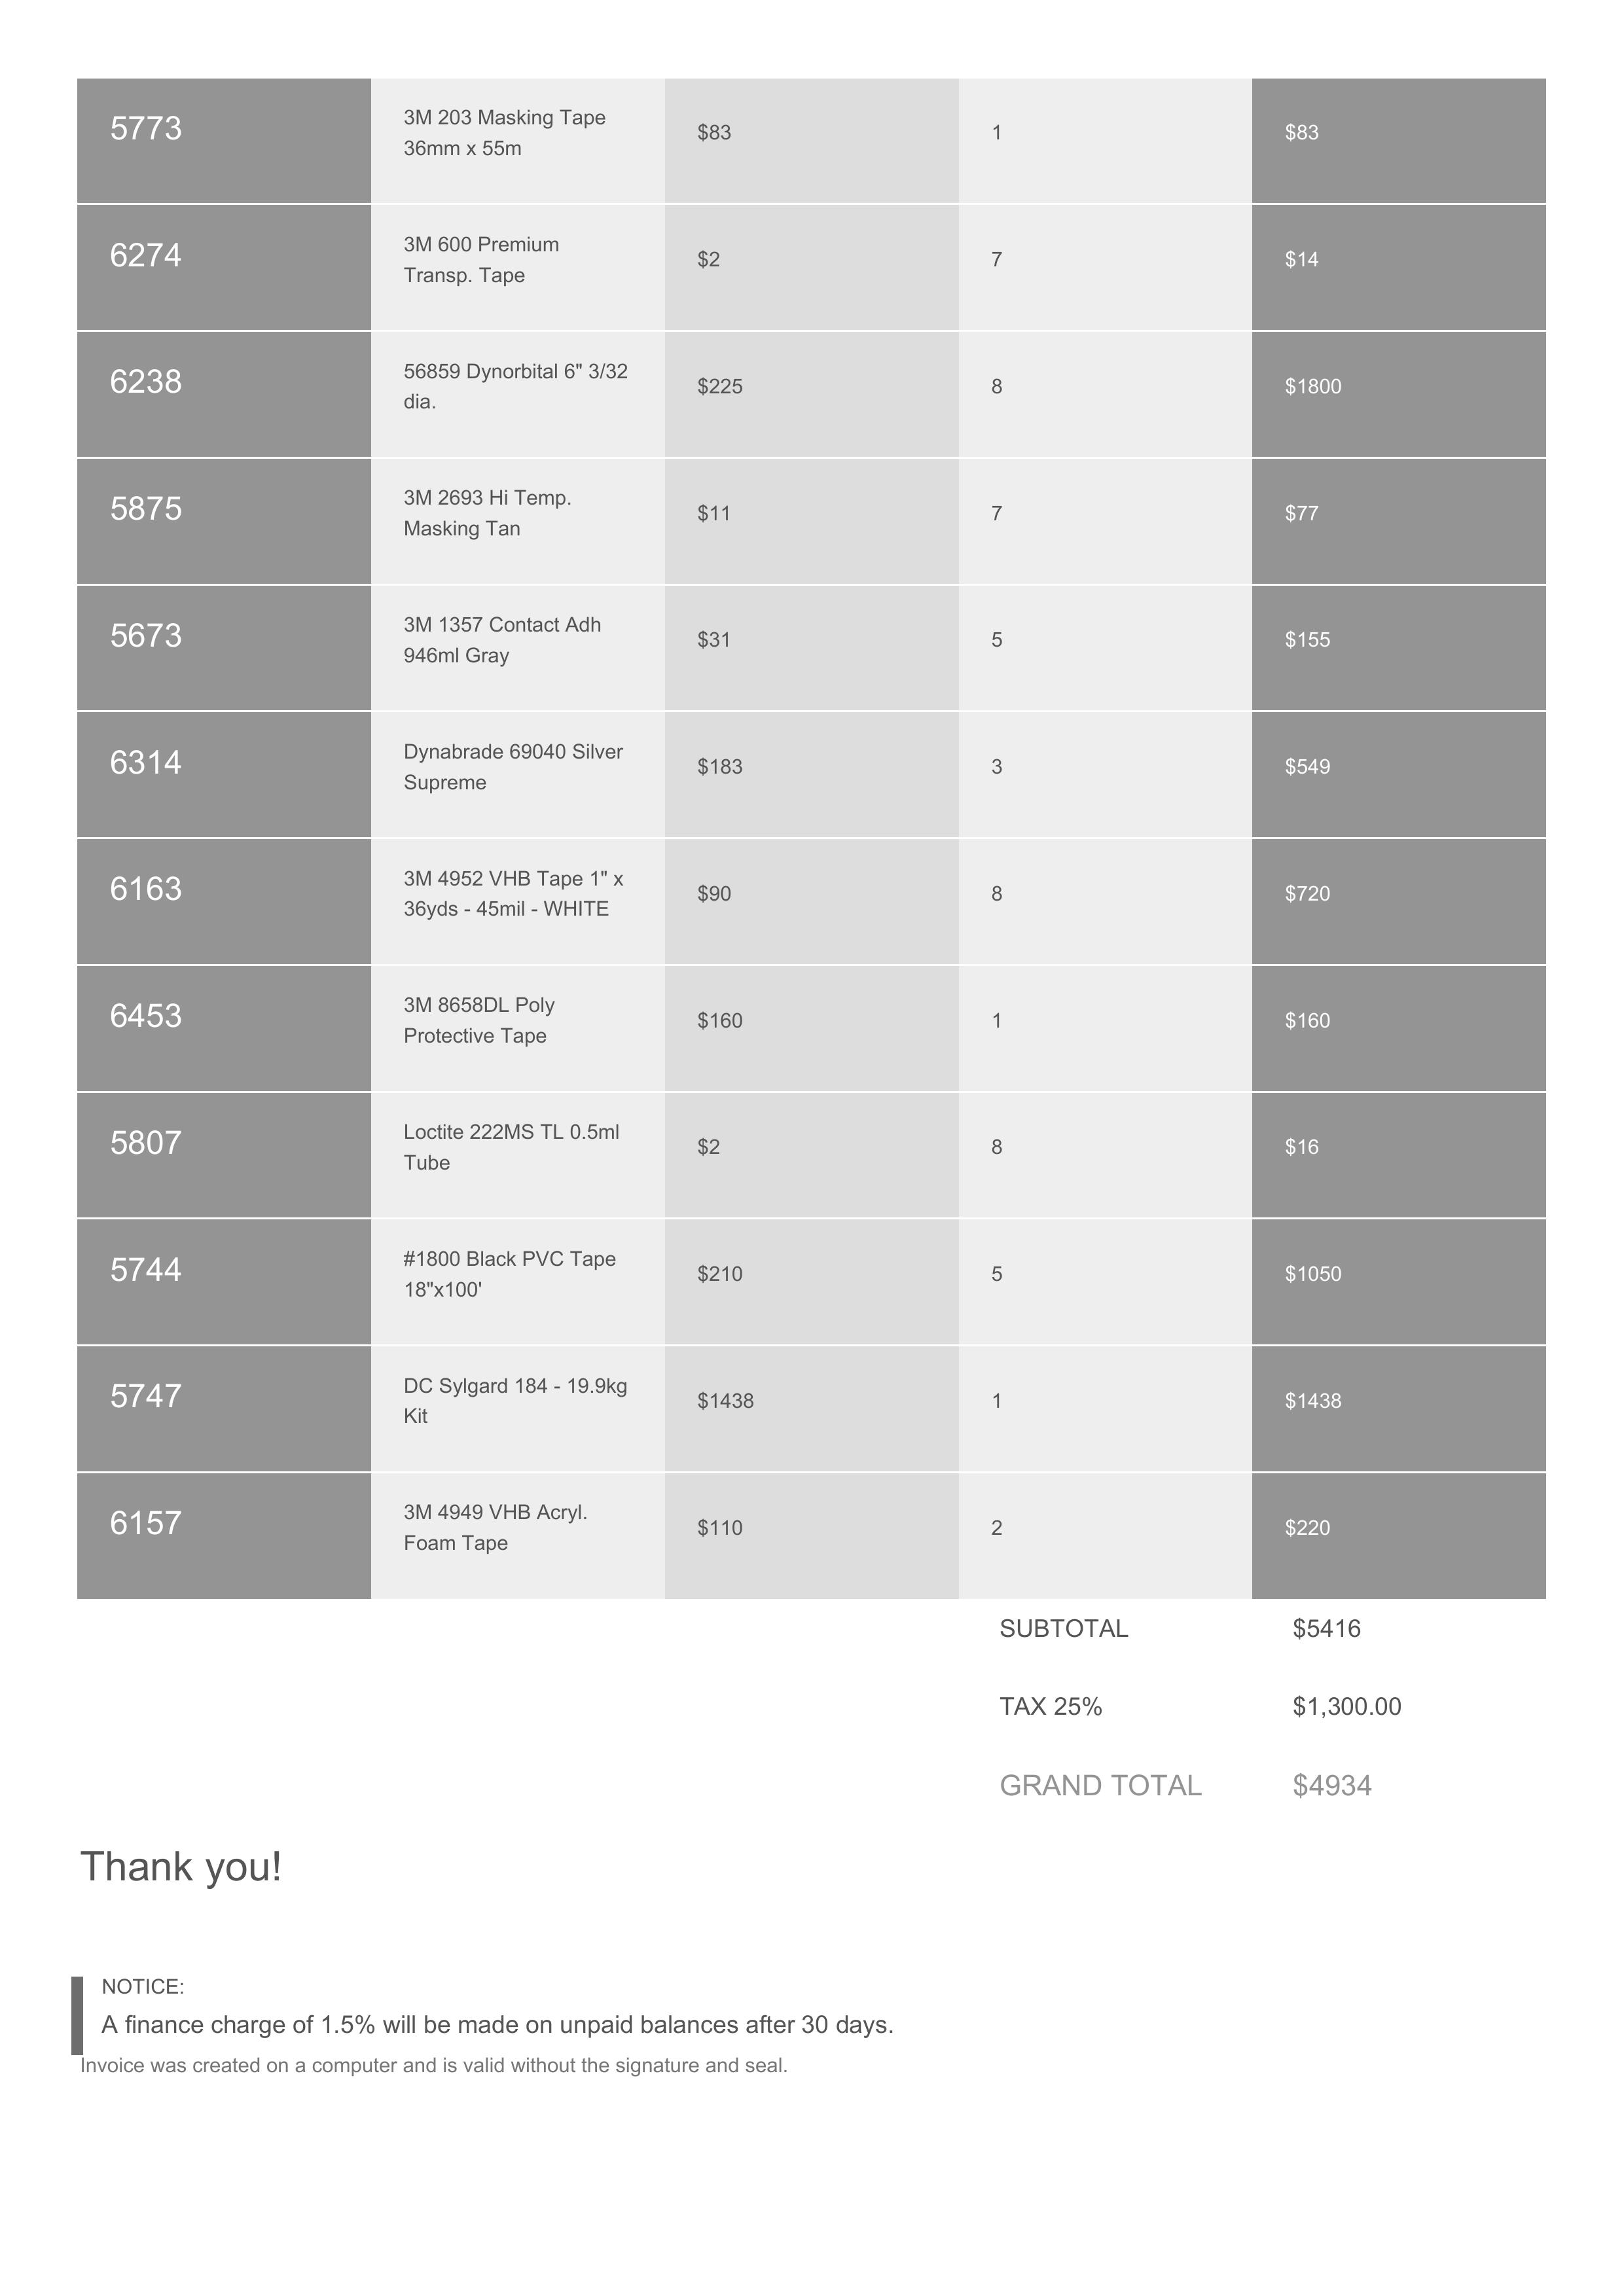 5773
3M 203 Masking Tape
36mm x 55m
$83
1
$83
6274
3M 600 Premium
Transp. Tape
$2
7
$14
6238
56859 Dynorbital 6" 3/32
dia.
$225
8
$1800
5875
3M 2693 Hi Temp.
Masking Tan
$11
7
$77
5673
3M 1357 Contact Adh
946ml Gray
$31
5
$155
6314
Dynabrade 69040 Silver
Supreme
$183
3
$549
6163
3M 4952 VHB Tape 1" x
36yds - 45mil - WHITE
$90
8
$720
6453
3M 8658DL Poly
Protective Tape
$160
1
$160
5807
Loctite 222MS TL 0.5ml
Tube
$2
8
$16
5744
#1800 Black PVC Tape
18"x100'
$210
5
$1050
5747
DC Sylgard 184 - 19.9kg
Kit
$1438
1
$1438
6157
3M 4949 VHB Acryl.
Foam Tape
$110
2
$220
SUBTOTAL $5416
TAX 25% $1,300.00
GRAND TOTAL $4934
Thank you!
NOTICE:
A finance charge of 1.5% will be made on unpaid balances after 30 days.
Invoice was created on a computer and is valid without the signature and seal.